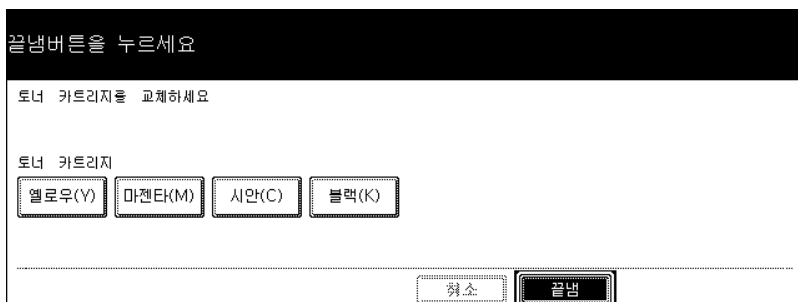 끝냄버튼을 누르세요
토너 카트리지를 교체하세요
토너 카트리지
옐로우(Y) 마젠타(M) 시안(C) 블랙(K)
취소 끝냄